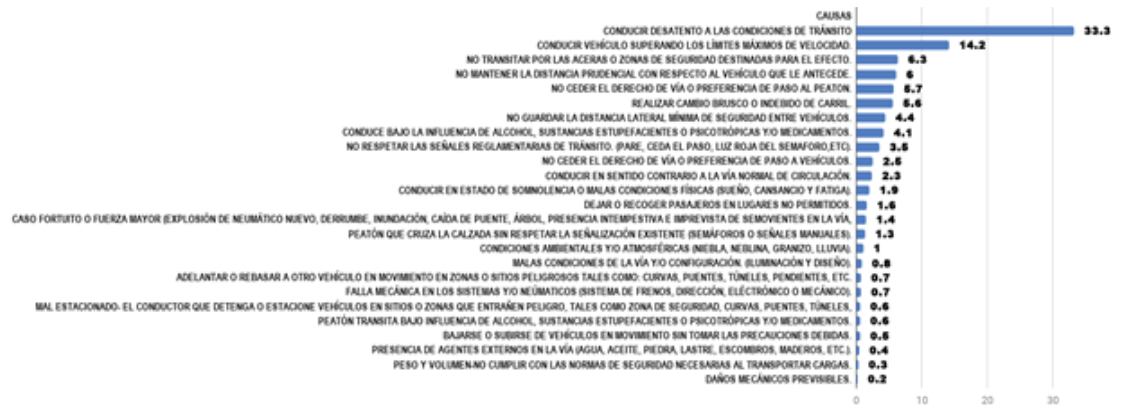 CAUSAS
CONDUCIR DESATENTO A LAS CONDICIONES DE TRÁNSITO 33.3
CONDUCIR VEHÍCULO SUPERANDO LOS LÍMITES MÁXIMOS DE VELOCIDAD. 14.2
NO TRANSITAR POR LAS ACERAS O ZONAS DE SEGURIDAD DESTINADAS PARA EL EFECTO. 6.3
NO MANTENER LA DISTANCIA PRUDENCIAL CON RESPECTO AL VEHÍCULO QUE LE ANTECEDE. 6
NO CEDER EL DERECHO DE VÍA O PREFERENCIA DE PASO AL PEATON. 5.7
REALIZAR CAMBIO BRUSCO O INDEBIDO DE CARRIL. 5.6
NO GUARDAR LA DISTANCIA LATERAL MÍNIMA DE SEGURIDAD ENTRE VEHÍCULOS. 4.4
CONDUCE BAJO LA INFLUENCIA DE ALCOHOL, SUSTANCIAS ESTUPEFACIENTES O PSICOTRÓPICAS Y/O MEDICAMENTOS. 4.1
NO RESPETAR LAS SEÑALES REGLAMENTARIAS DE TRÁNSITO. (PARE, CEDA EL PASO, LUZ ROJA DEL SEMAFORO,ETC). 3.5
NO CEDER EL DERECHO DE VÍA O PREFERENCIA DE PASO A VEHÍCULOS. 2.5
CONDUCIR EN SENTIDO CONTRARIO A LA VÍA NORMAL DE CIRCULACIÓN. 2.3
CONDUCIR EN ESTADO DE SOMNOLENCIA O MALAS CONDICIONES FÍSICAS (SUEÑO, CANSANCIO Y FATIGA). 1.9
DEJAR O RECOGER PASAJEROS EN LUGARES NO PERMITIDOS. 1.6
CASO FORTUITO O FUERZA MAYOR (EXPLOSIÓN DE NEUMÁTICO NUEVO, DERRUMBE, INUNDACIÓN, CAÍDA DE PUENTE, ÁRBOL, PRESENCIA INTEMPESTIVA E IMPREVISTA DE SEMOVIENTES EN LA VÍA, 1.4
PEATÓN QUE CRUZA LA CALZADA SIN RESPETAR LA SEÑALIZACIÓN EXISTENTE (SEMÁFOROS O SEÑALES MANUALES). 1.3
CONDICIONES AMBIENTALES Y/O ATMOSFÉRICAS (NIEBLA, NEBLINA, GRANIZO, LLUVIA). 1
MALAS CONDICIONES DE LA VÍA Y/O CONFIGURACIÓN. (ILUMINACIÓN Y DISEÑO). 0.8
ADELANTAR O REBASAR A OTRO VEHÍCULO EN MOVIMIENTO EN ZONAS O SITIOS PELIGROSOS TALES COMO: CURVAS, PUENTES, TÚNELES, PENDIENTES, ETC. 0.7
FALLA MECÁNICA EN LOS SISTEMAS Y/O NEÚMATICOS (SISTEMA DE FRENOS, DIRECCIÓN, ELÉCTRÓNICO O MECÁNICO). 0.7
MAL ESTACIONADO- EL CONDUCTOR QUE DETENGA O ESTACIONE VEHÍCULOS EN SITIOS O ZONAS QUE ENTRAÑEN PELIGRO, TALES COMO ZONA DE SEGURIDAD, CURVAS, PUENTES, TÚNELES, 0.6
PEATÓN TRANSITA BAJO INFLUENCIA DE ALCOHOL, SUSTANCIAS ESTUPEFACIENTES O PSICOTRÓPICAS Y/O MEDICAMENTOS. 0.6
BAJARSE O SUBIRSE DE VEHÍCULOS EN MOVIMIENTO SIN TOMAR LAS PRECAUCIONES DEBIDAS. 0.5
PRESENCIA DE AGENTES EXTERNOS EN LA VÍA (AGUA, ACEITE, PIEDRA, LASTRE, ESCOMBROS, MADEROS, ETC.). 0.4
PESO Y VOLUMEN-NO CUMPLIR CON LAS NORMAS DE SEGURIDAD NECESARIAS AL TRANSPORTAR CARGAS. 0.3
DAÑOS MECÁNICOS PREVISIBLES. 0.2
0 10 20 30